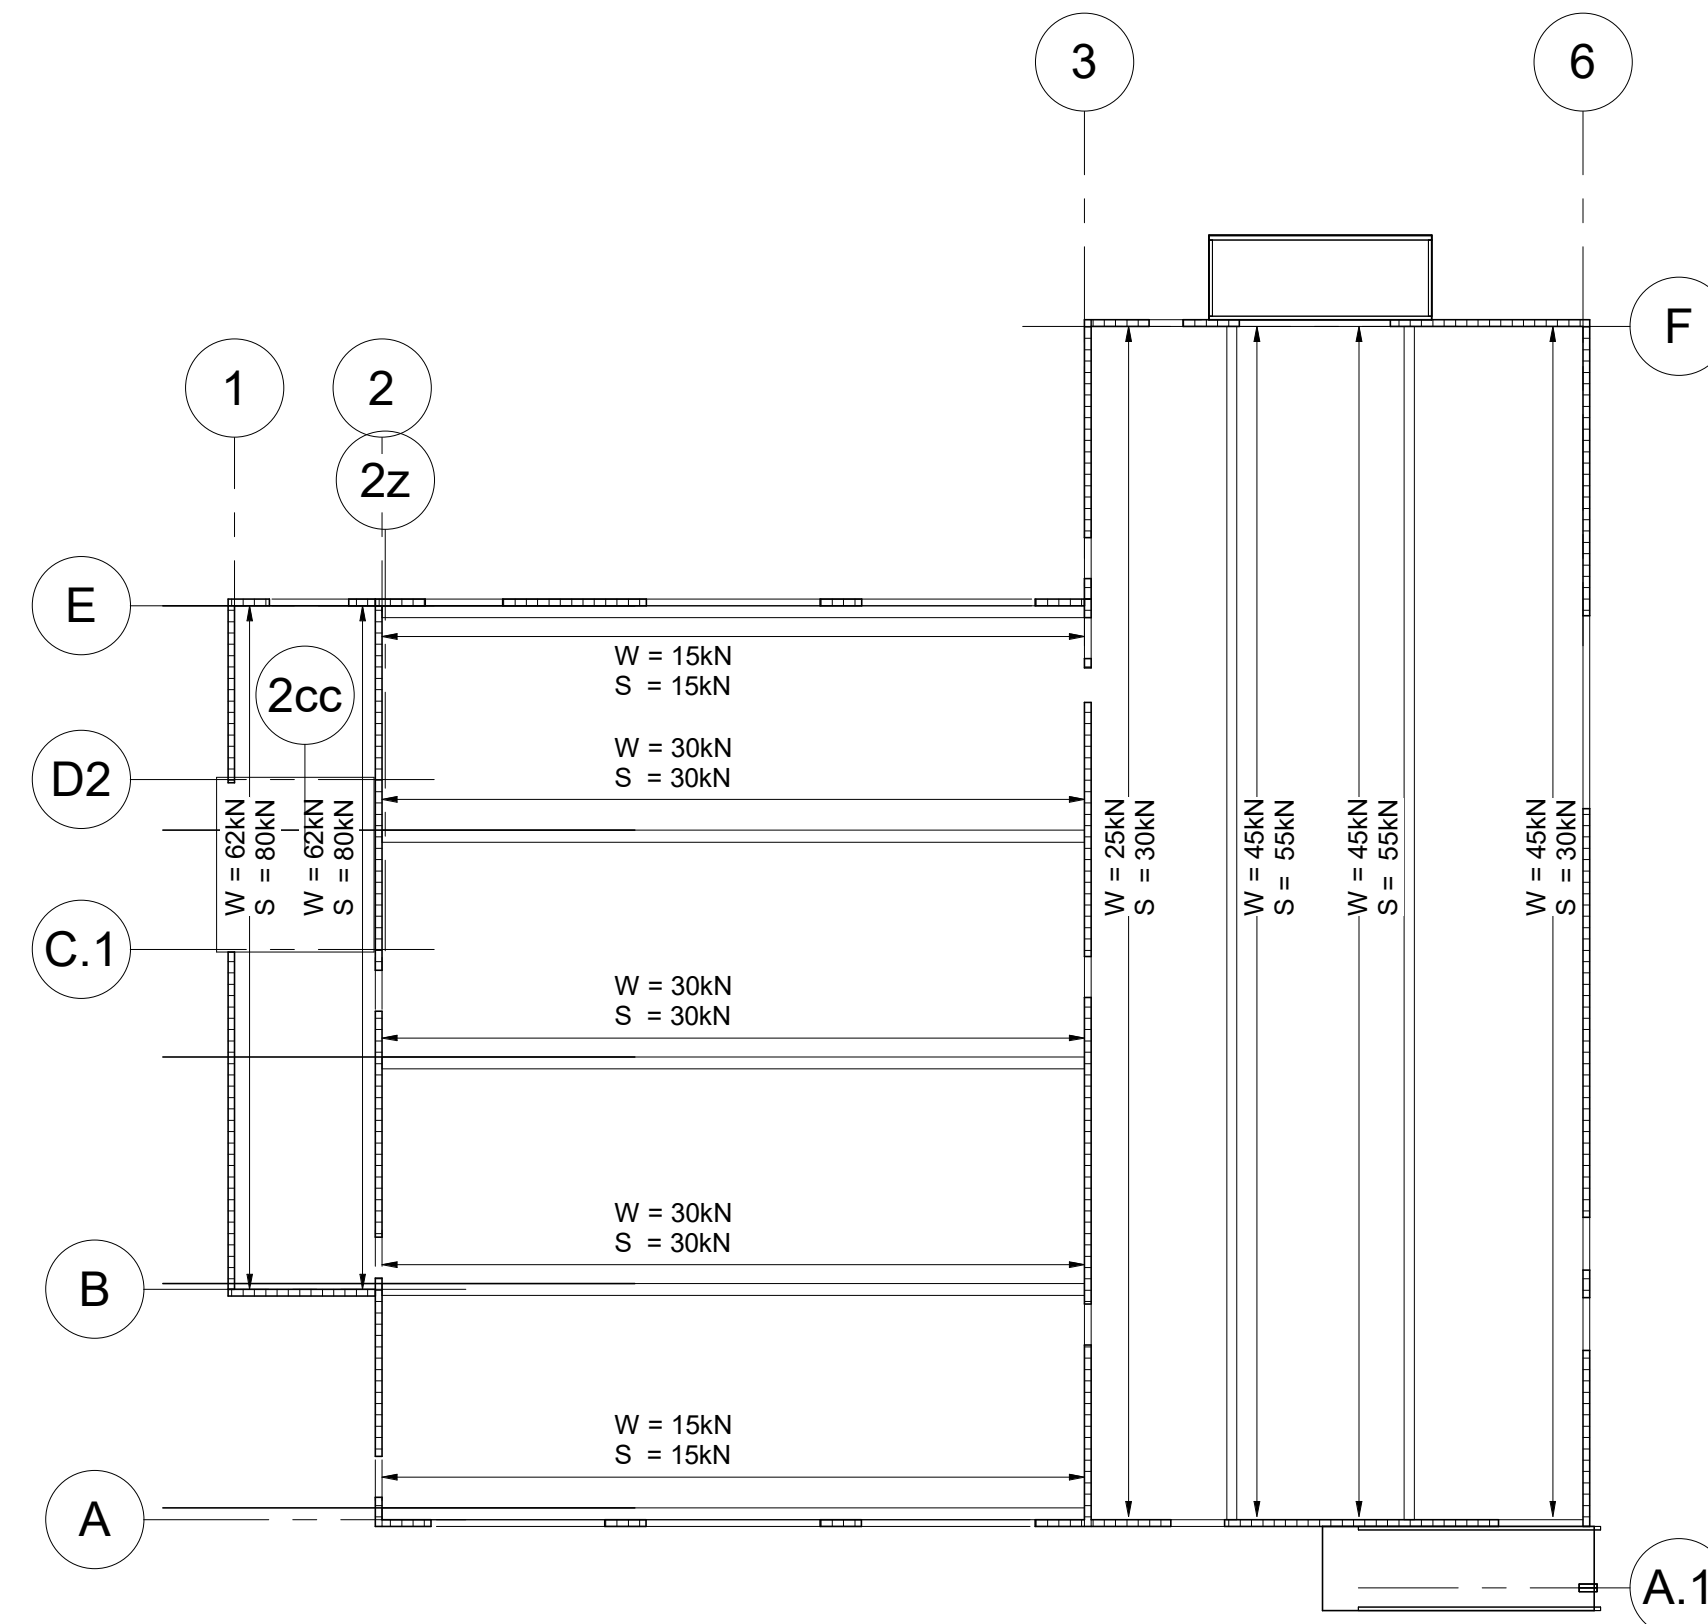 3
6
F
1
2
2z
E
W = 15kN
S = 15kN
2cc
W = 30kN
S = 30kN
D2
W = 62kN
S = 80kN
W = 62kN
S = 80kN
W = 25kN
S = 30kN
W = 45kN
S = 55kN
W = 45kN
S = 55kN
W = 45kN
S = 30kN
C.1
W = 30kN
S = 30kN
W = 30kN
S = 30kN
B
W = 15kN
S = 15kN
A
A.1